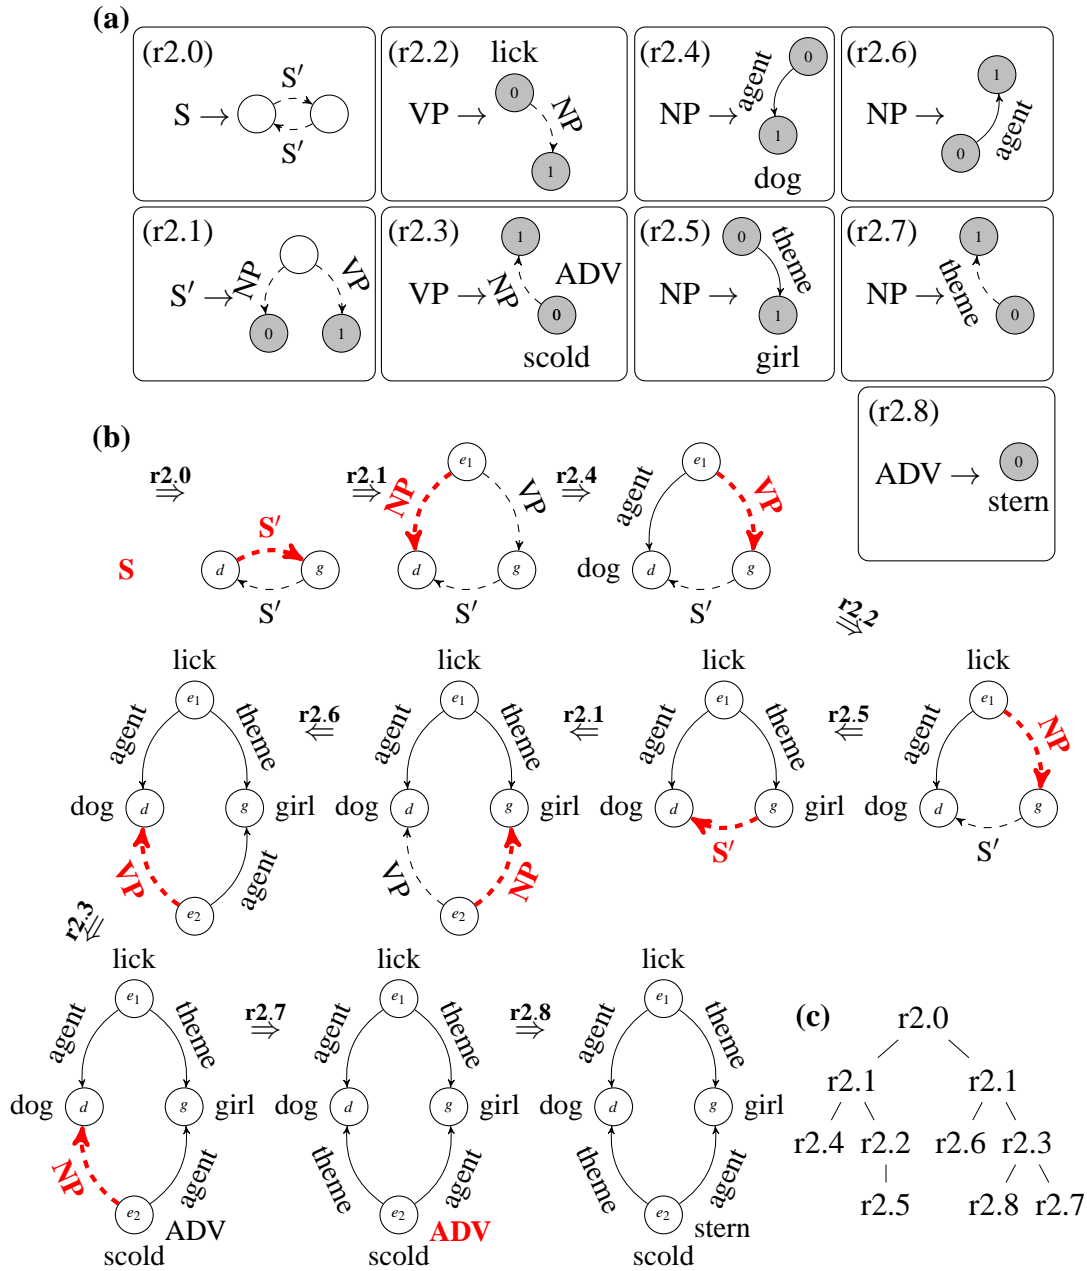 (a)
(r2.0) S → S′ S′
(r2.2) lick VP → 0 NP 1
(r2.4) NP → agent 0 1 dog
(r2.6) NP → 1 0 agent
(r2.1) S′ → NP VP 0 1
(r2.3) VP → 1 NP ADV 0 scold
(r2.5) NP → 0 theme 1 girl
(r2.7) NP → 1 theme 0
(r2.8) ADV → 0 stern
(b)
S
r2.0 ⇒
S′ d g S′
r2.1 ⇒
e1 NP VP d g S′
r2.4 ⇒
e1 agent VP dog d g S′
r2.2 ⇒
lick e1 agent NP dog d g S′
r2.5 ⇐
lick e1 agent theme dog d g girl S′
r2.1 ⇐
lick e1 agent theme dog d g girl VP NP e2
r2.6 ⇐
lick e1 agent theme dog d g girl VP agent e2
r2.3 ⇐
lick e1 agent theme dog d g girl NP agent e2 ADV scold
r2.7 ⇒
lick e1 agent theme dog d g girl theme agent e2 ADV scold
r2.8 ⇒
lick e1 agent theme dog d g girl theme agent e2 stern scold
(c)
r2.0
r2.1 r2.1
r2.4 r2.2 r2.6 r2.3
r2.5 r2.8 r2.7